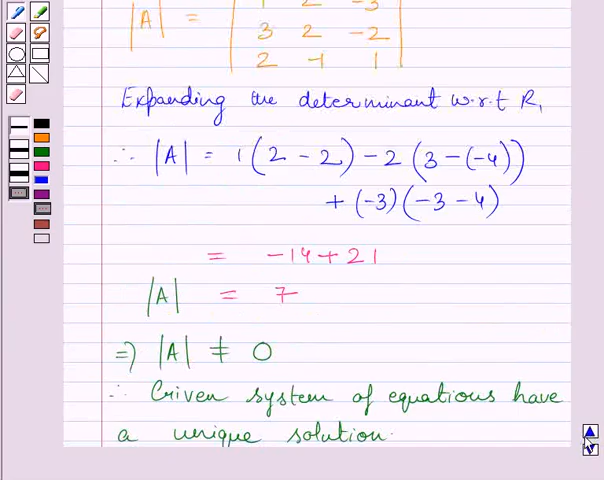 |A| = | 1 2 -3 |
| 3 2 -2 |
| 2 -1 1 |
Expanding the determinant w.r.t R₁
∴ |A| = 1(2-2) -2(3-(-4))
+ (-3)(-3-4)
= -14+21
|A| = 7
⇒ |A| ≠ 0
∴ Given system of equations have
a unique solution.